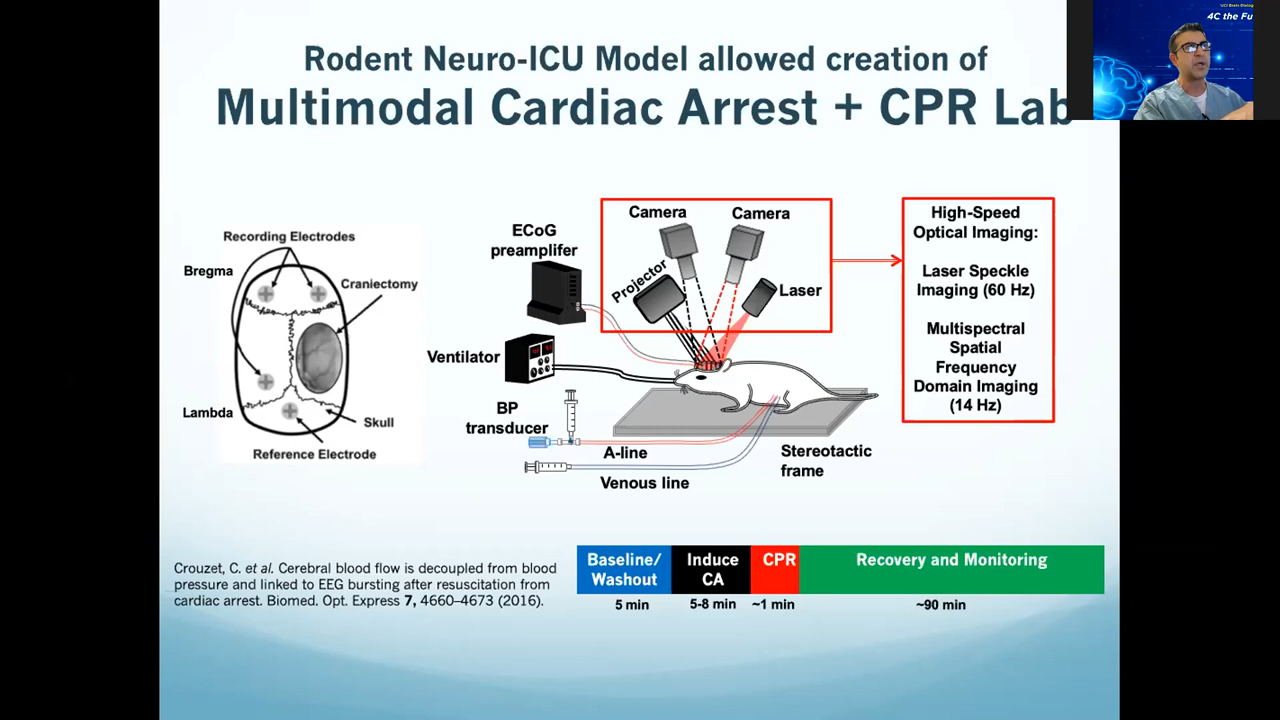 Rodent Neuro-ICU Model allowed creation of
Multimodal Cardiac Arrest + CPR Lab
UCI Brain
4C the Fu
Recording Electrodes
Bregma
Craniectomy
Lambda
Skull
Reference Electrode
ECoG
preamplifer
Camera
Camera
Projector
Laser
Ventilator
BP
transducer
A-line
Venous line
Stereotactic
frame
High-Speed
Optical Imaging:
Laser Speckle
Imaging (60 Hz)
Multispectral
Spatial
Frequency
Domain Imaging
(14 Hz)
Crouzet, C. et al. Cerebral blood flow is decoupled from blood
pressure and linked to EEG bursting after resuscitation from
cardiac arrest. Biomed. Opt. Express 7, 4660–4673 (2016).
Baseline/
Washout
Induce
CA
CPR
Recovery and Monitoring
5 min
5-8 min
~1 min
~90 min